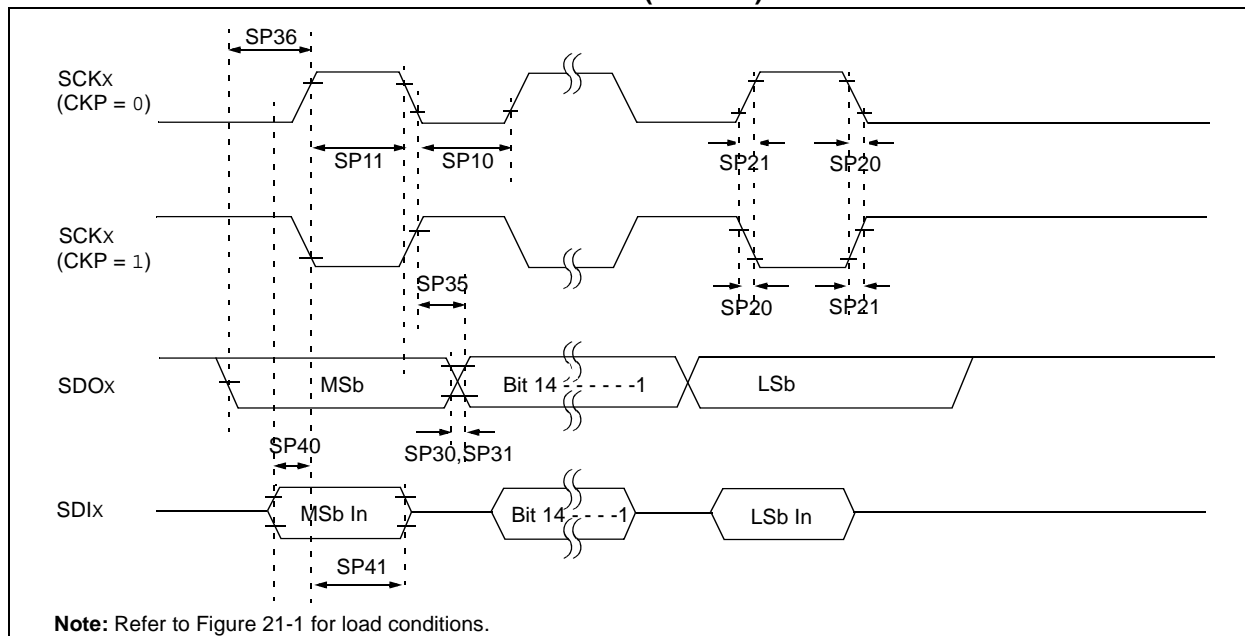 SP36
SCKx
(CKP = 0)
SP11
SP10
SP21
SP20
SCKx
(CKP = 1)
SP35
SP20
SP21
SDOx
MSb
Bit 14 - - - - - -1
LSb
SP40
SP30,SP31
SDIx
MSb In
Bit 14 - - - -1
LSb In
SP41
Note: Refer to Figure 21-1 for load conditions.